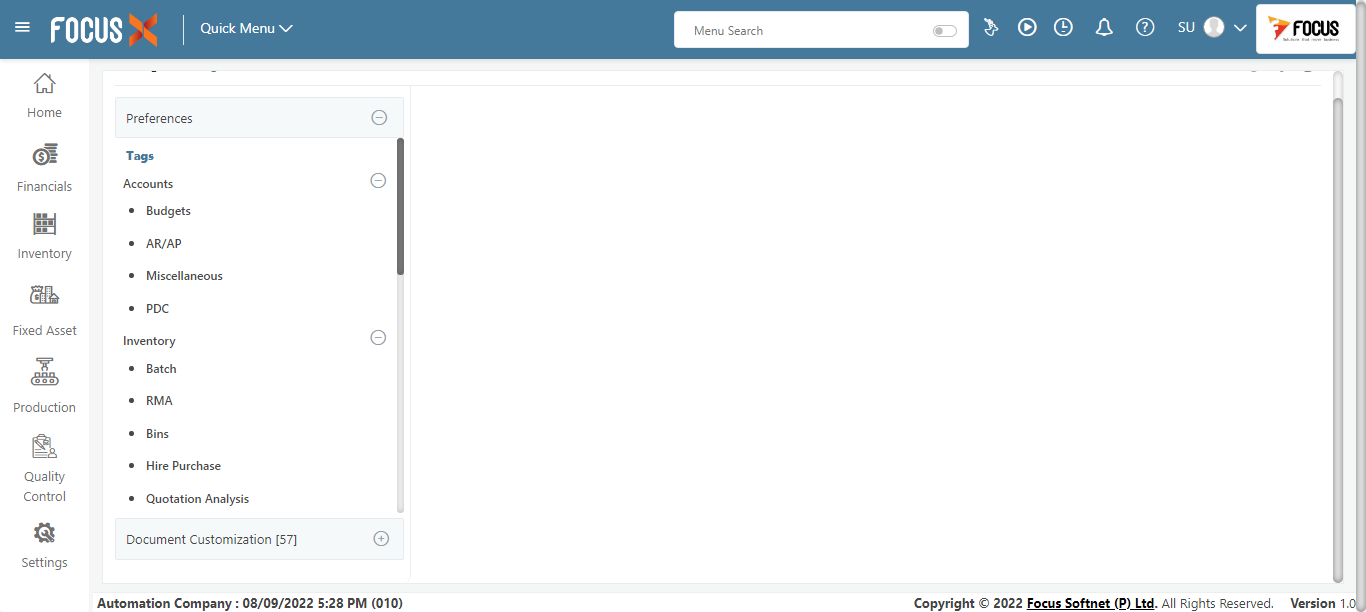 FOCUS X
Quick Menu
Menu Search
SU
FOCUS
Home
Financials
Inventory
Fixed Asset
Production
Quality
Control
Settings
Preferences
Tags
Accounts
Budgets
AR/AP
Miscellaneous
PDC
Inventory
Batch
RMA
Bins
Hire Purchase
Quotation Analysis
Document Customization [57]
Automation Company : 08/09/2022 5:28 PM (010)
Copyright © 2022 Focus Softnet (P) Ltd. All Rights Reserved. Version 1.0